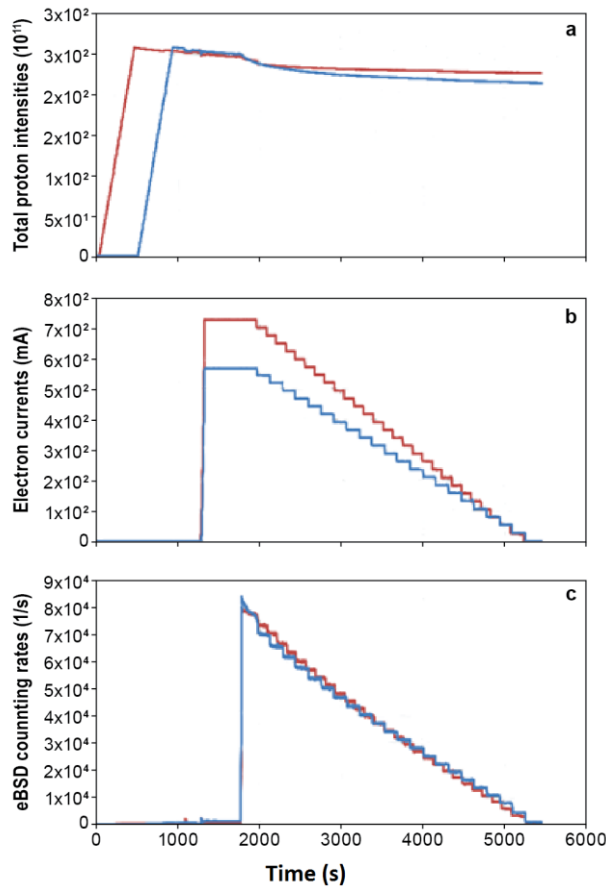 a
Total proton intensities (10¹¹)
3x10²
3x10²
2x10²
2x10²
1x10²
5x10¹
0
b
Electron currents (mA)
8x10²
7x10²
6x10²
5x10²
4x10²
3x10²
2x10²
1x10²
0
c
eBSD counnting rates (1/s)
9x10⁴
8x10⁴
7x10⁴
6x10⁴
5x10⁴
4x10⁴
3x10⁴
2x10⁴
1x10⁴
0
0 1000 2000 3000 4000 5000 6000
Time (s)